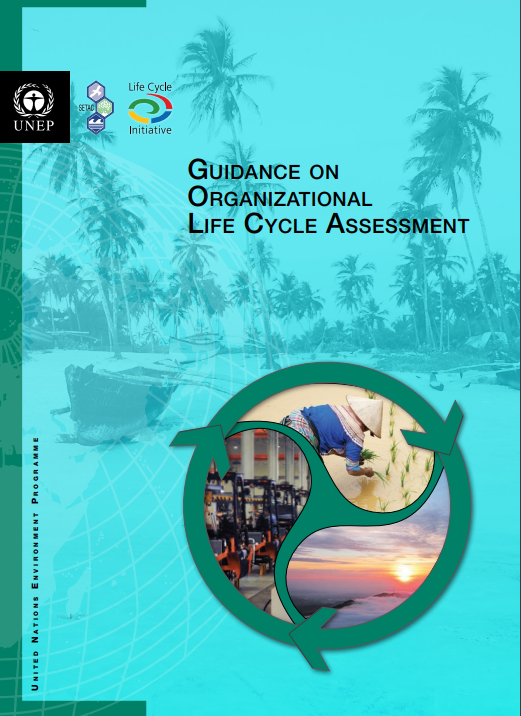 UNEP
SETAC
Life Cycle
Initiative
GUIDANCE ON
ORGANIZATIONAL
LIFE CYCLE ASSESSMENT
UNITED NATIONS ENVIRONMENT PROGRAMME